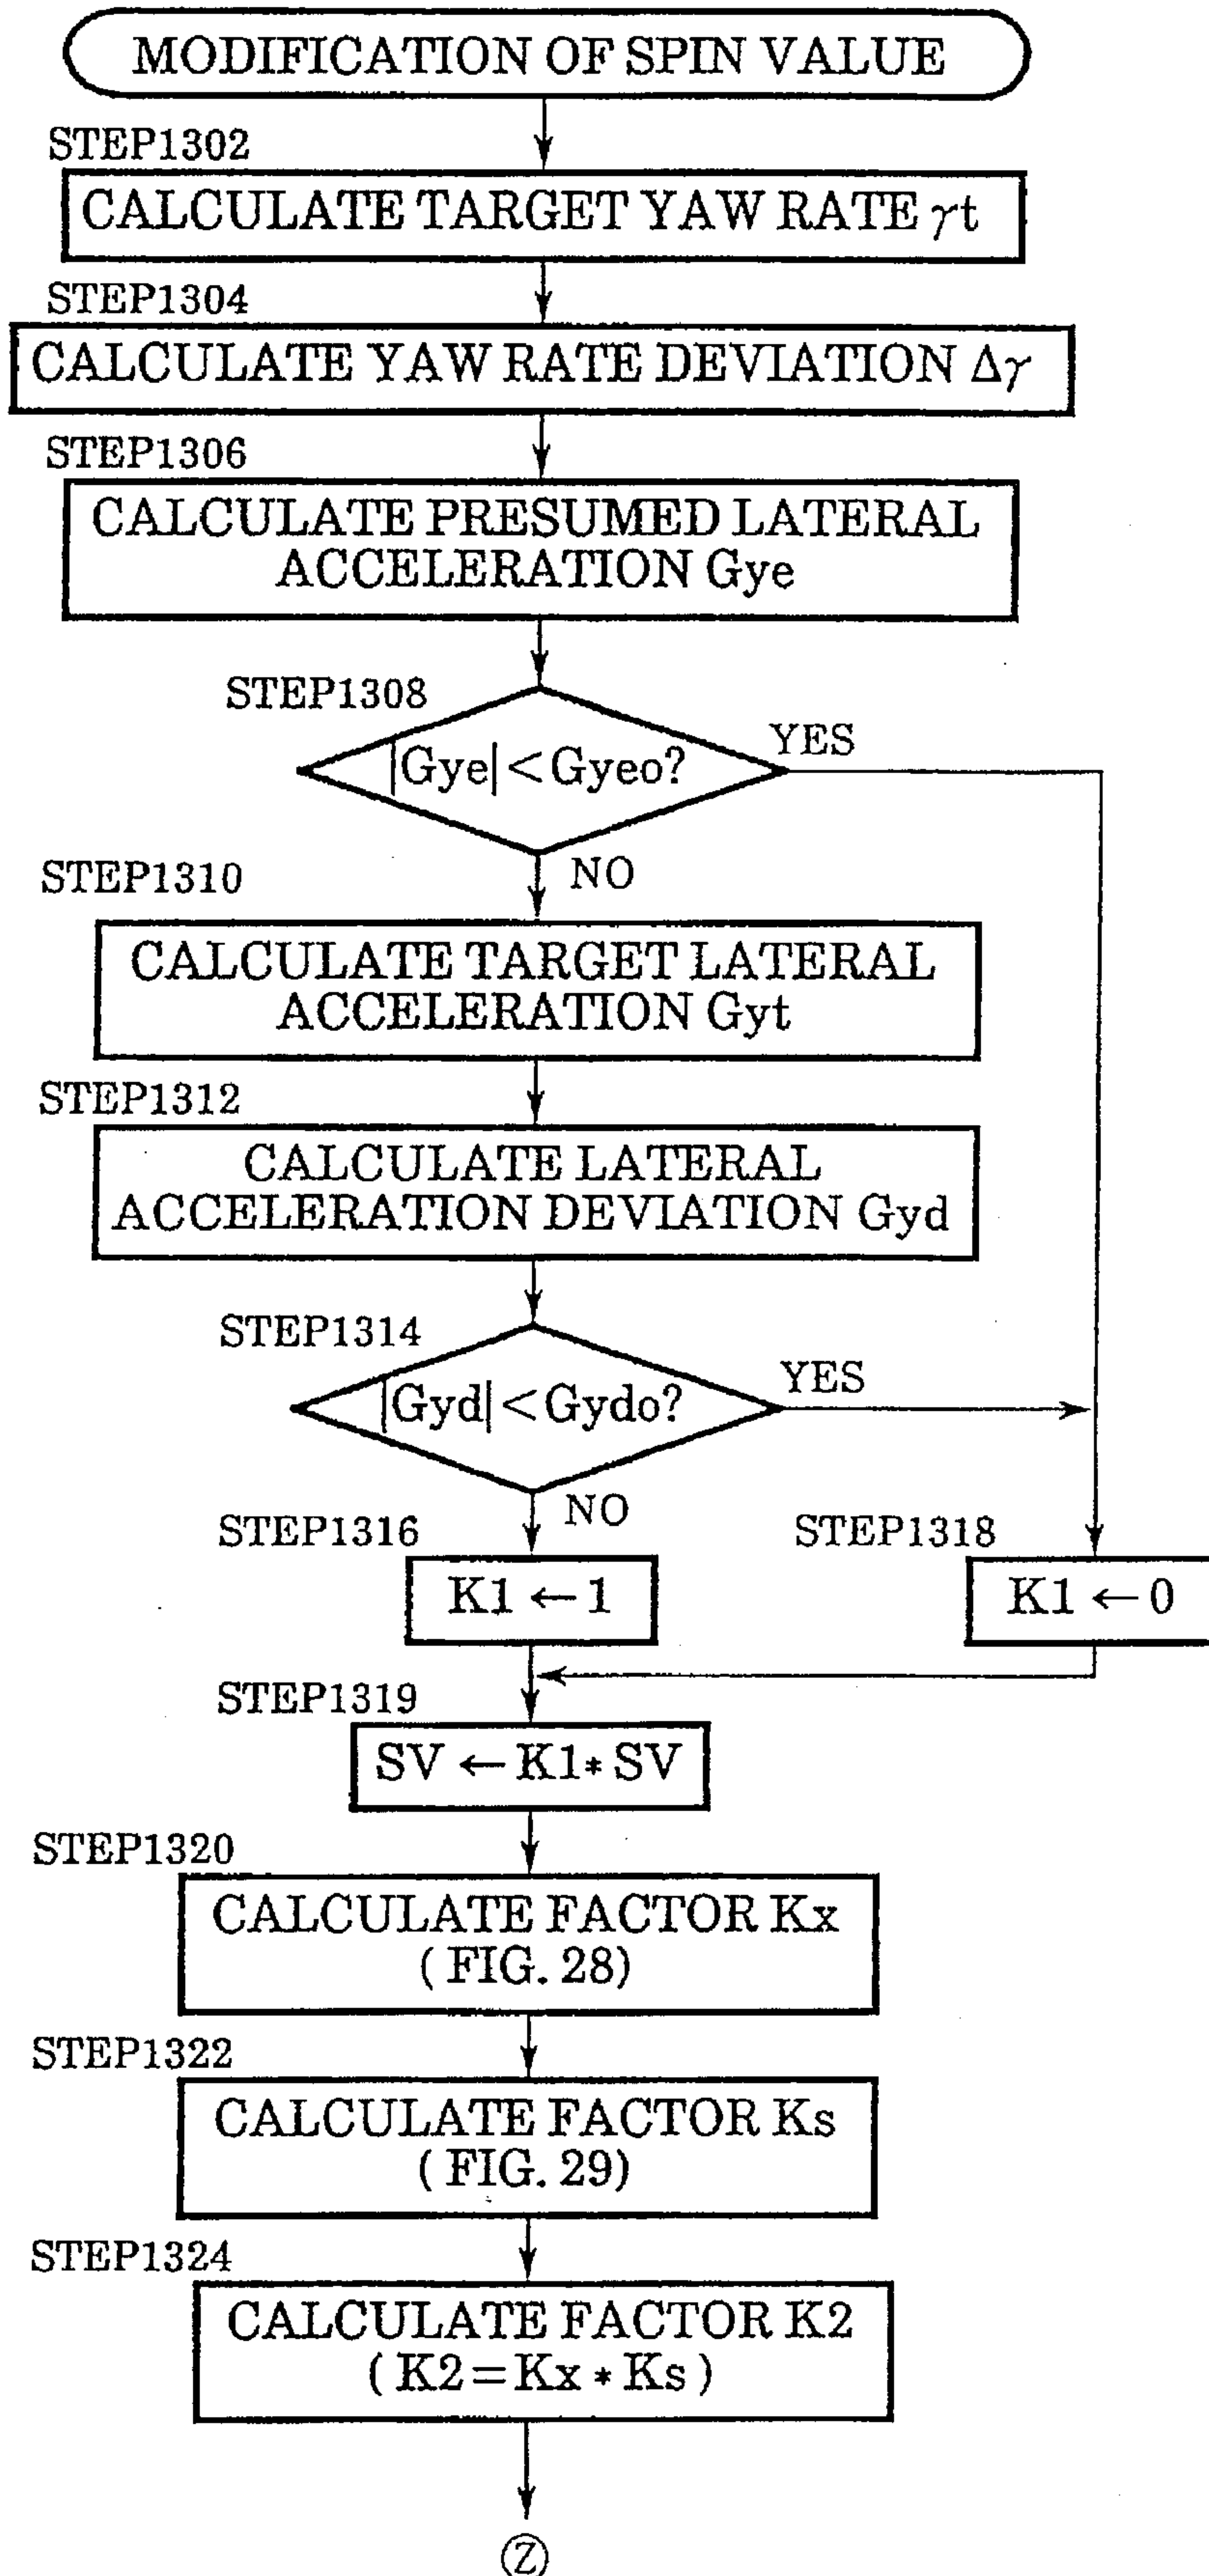 MODIFICATION OF SPIN VALUE
STEP1302
CALCULATE TARGET YAW RATE γt
STEP1304
CALCULATE YAW RATE DEVIATION Δγ
STEP1306
CALCULATE PRESUMED LATERAL
ACCELERATION Gye
STEP1308
|Gye| < Gyeo?
YES
NO
STEP1310
CALCULATE TARGET LATERAL
ACCELERATION Gyt
STEP1312
CALCULATE LATERAL
ACCELERATION DEVIATION Gyd
STEP1314
|Gyd| < Gydo?
YES
NO
STEP1316
K1 ← 1
STEP1318
K1 ← 0
STEP1319
SV ← K1* SV
STEP1320
CALCULATE FACTOR Kx
( FIG. 28)
STEP1322
CALCULATE FACTOR Ks
( FIG. 29)
STEP1324
CALCULATE FACTOR K2
( K2 = Kx * Ks )
Z